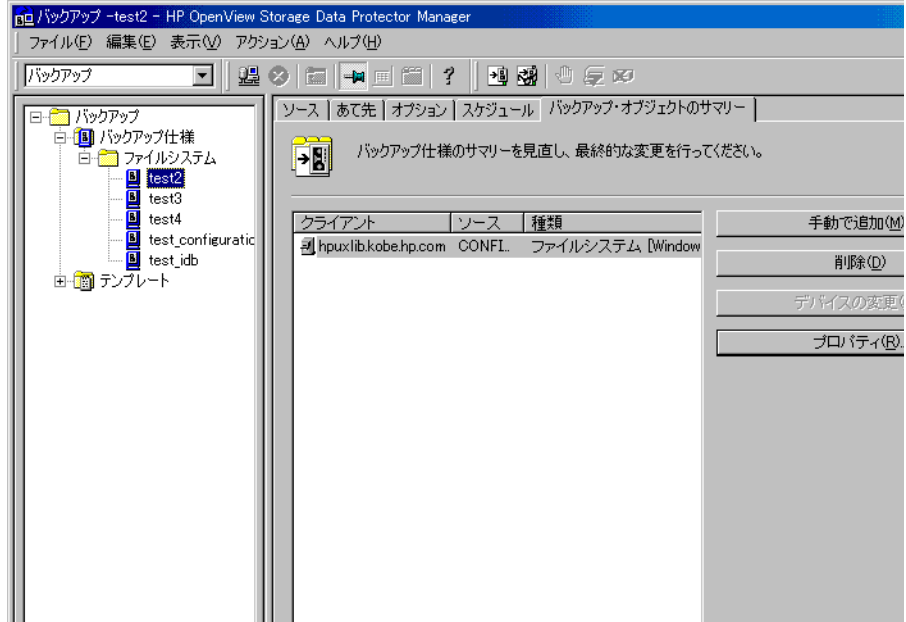 バックアップ -test2 - HP OpenView Storage Data Protector Manager
ファイル(F) 編集(E) 表示(V) アクション(A) ヘルプ(H)
バックアップ
ソース あて先 オプション スケジュール バックアップ・オブジェクトのサマリー
バックアップ仕様のサマリーを見直し、最終的な変更を行ってください。
バックアップ
バックアップ仕様
ファイルシステム
test2
test3
test4
test_configuratic
test_idb
テンプレート
クライアント ソース 種類
hpuxlib.kobe.hp.com CONFI... ファイルシステム [Window
手動で追加(M)
削除(D)
デバイスの変更(
プロパティ(R)..